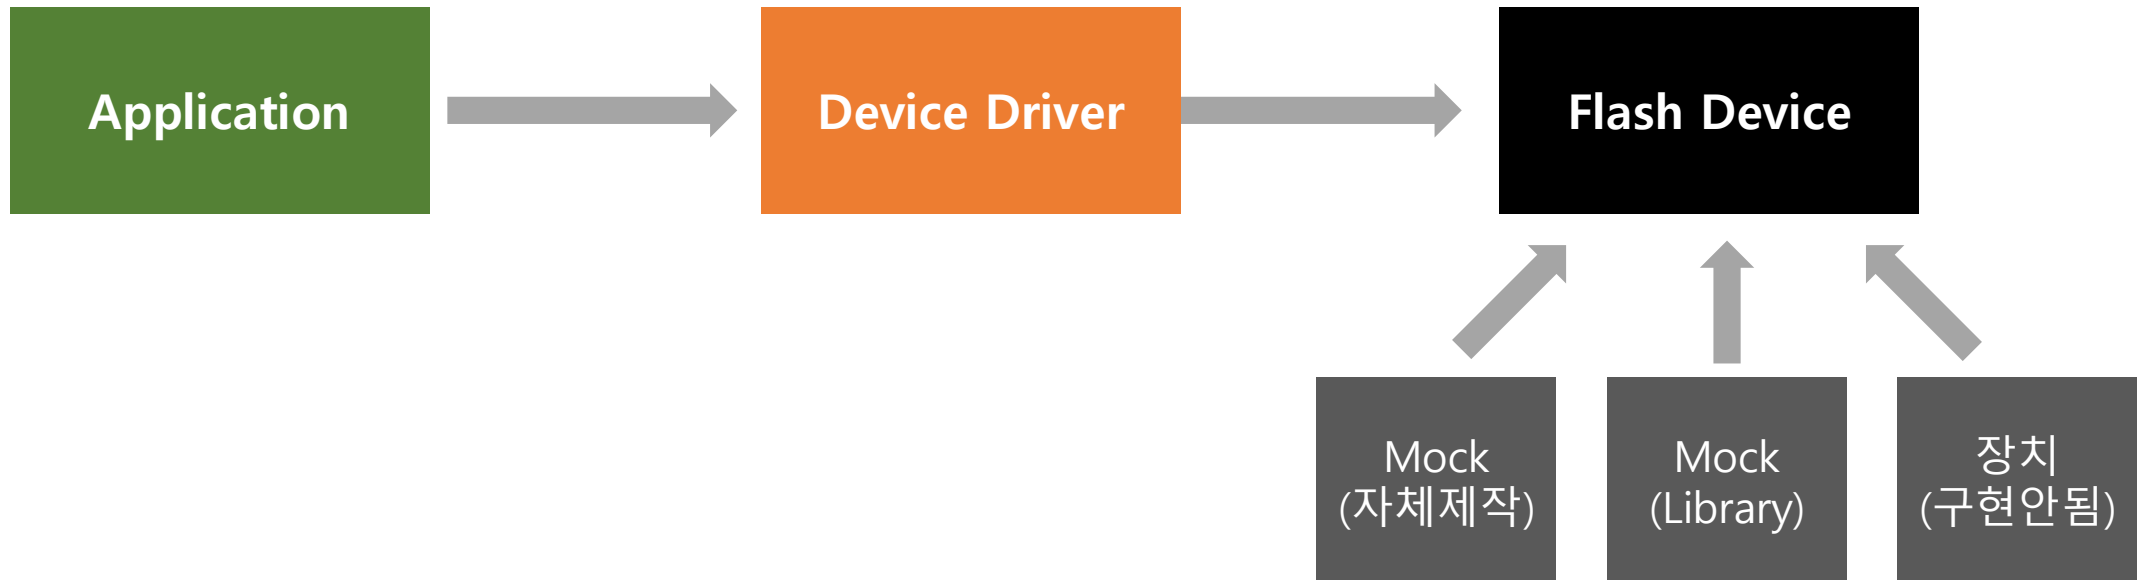 Application
Device Driver
Flash Device
Mock
(자체제작)
Mock
(Library)
장치
(구현안됨)